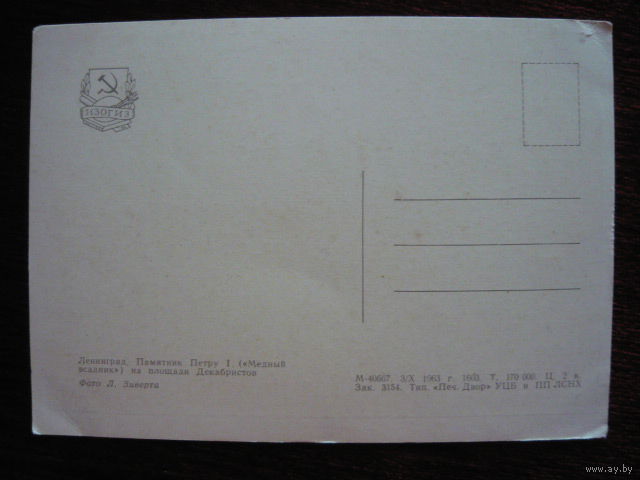 ИЗОГИЗ
Ленинград. Памятник Петру I («Медный
всадник») на площади Декабристов
Фото Л. Зиверта
М-40667. 3/X 1963 г. 1603. Т. 170 000. Ц. 2 к.
Зак. 3154. Тип. «Печ. Двор» УЦБ и ПП ЛСНХ
www.ay.by